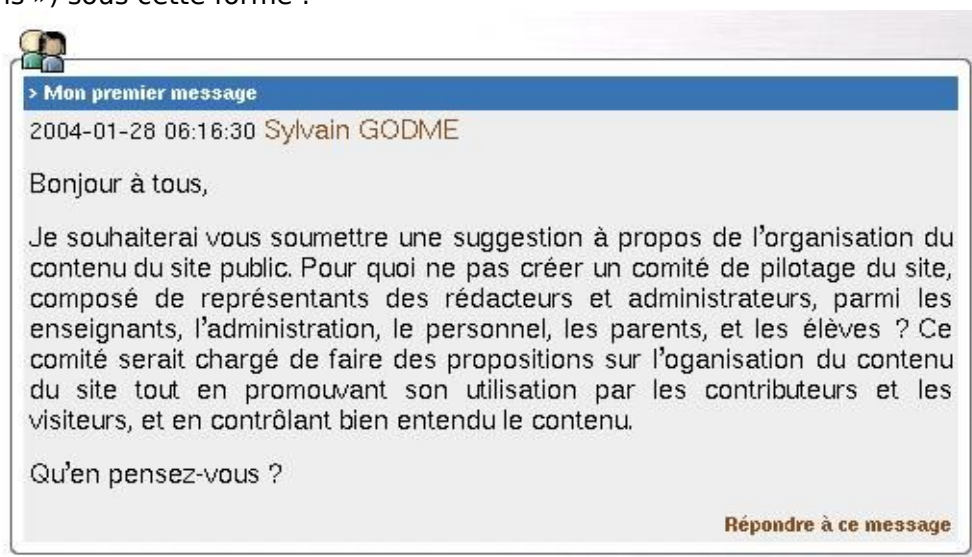 is ») sous cette forme :
> Mon premier message
2004-01-28 06:16:30 Sylvain GODME
Bonjour à tous,
Je souhaiterai vous soumettre une suggestion à propos de l'organisation du
contenu du site public. Pour quoi ne pas créer un comité de pilotage du site,
composé de représentants des rédacteurs et administrateurs, parmi les
enseignants, l'administration, le personnel, les parents, et les élèves ? Ce
comité serait chargé de faire des propositions sur l'oganisation du contenu
du site tout en promouvant son utilisation par les contributeurs et les
visiteurs, et en contrôlant bien entendu le contenu.
Qu'en pensez-vous ?
Répondre à ce message